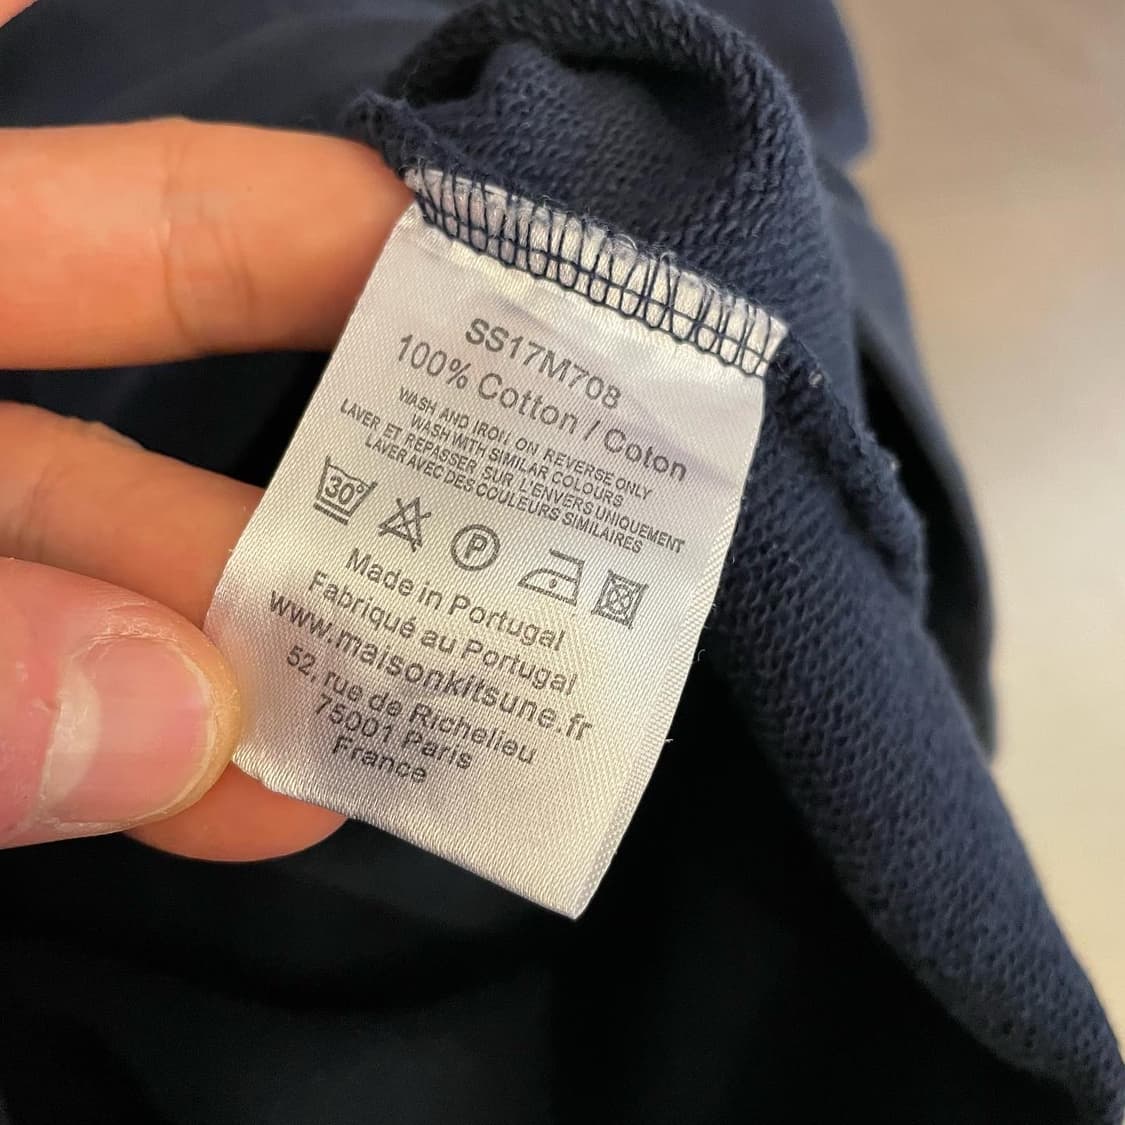 SS17M708
100% Cotton / Coton
WASH AND IRON ON REVERSE ONLY
WASH WITH SIMILAR COLOURS
LAVER ET REPASSER SUR L'ENVERS UNIQUEMENT
LAVER AVEC DES COULEURS SIMILAIRES
30° P
Made in Portugal
Fabriqué au Portugal
www.maisonkitsune.fr
52, rue de Richelieu
75001 Paris
France